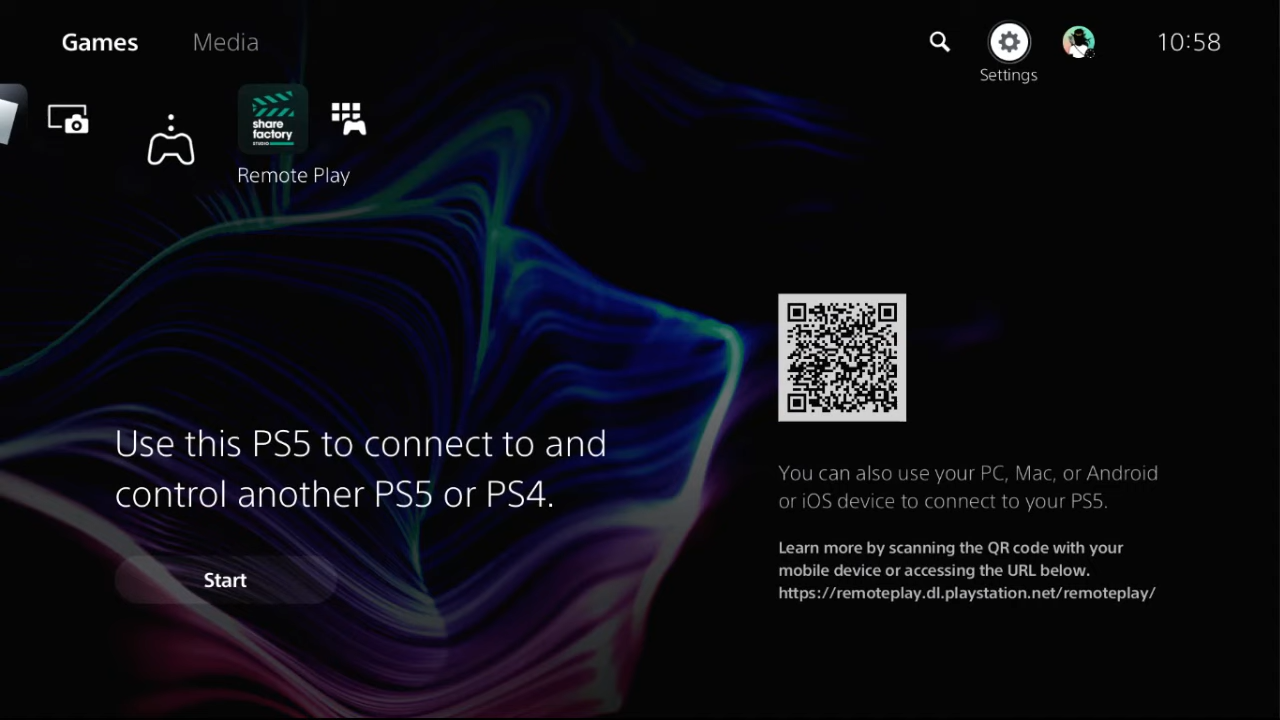 Games
Media
10:58
Settings
share
factory
STUDIO
Remote Play
Use this PS5 to connect to and
control another PS5 or PS4.
Start
You can also use your PC, Mac, or Android
or iOS device to connect to your PS5.
Learn more by scanning the QR code with your
mobile device or accessing the URL below.
https://remoteplay.dl.playstation.net/remoteplay/